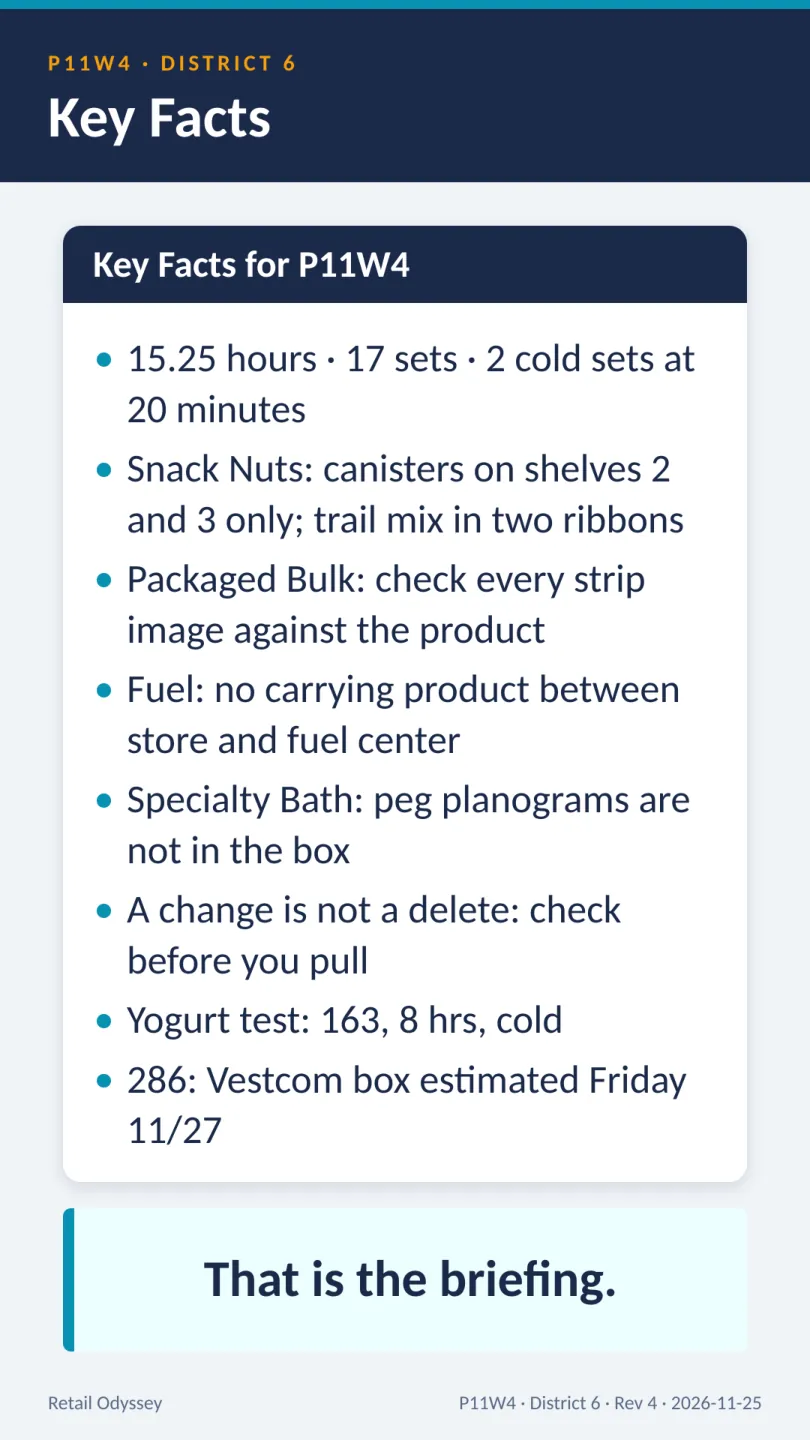 P11W4 · DISTRICT 6
Key Facts
Key Facts for P11W4
• 15.25 hours · 17 sets · 2 cold sets at
20 minutes
• Snack Nuts: canisters on shelves 2
and 3 only; trail mix in two ribbons
• Packaged Bulk: check every strip
image against the product
• Fuel: no carrying product between
store and fuel center
• Specialty Bath: peg planograms are
not in the box
• A change is not a delete: check
before you pull
• Yogurt test: 163, 8 hrs, cold
• 286: Vestcom box estimated Friday
11/27
That is the briefing.
Retail Odyssey
P11W4 · District 6 · Rev 4 · 2026-11-25